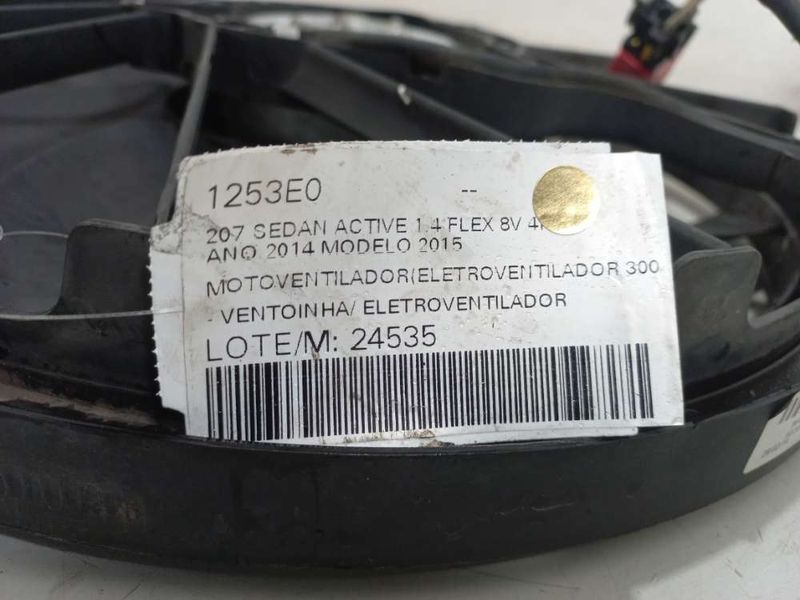 1253E0 --
207 SEDAN ACTIVE 1.4 FLEX 8V
ANO 2014 MODELO 2015
MOTOVENTILADOR(ELETROVENTILADOR 300
- VENTOINHA/ ELETROVENTILADOR
LOTE/M: 24535